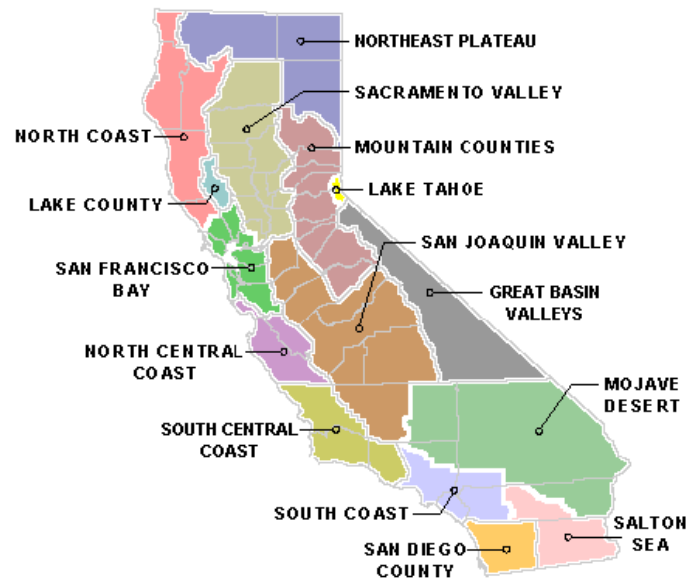 NORTHEAST PLATEAU
SACRAMENTO VALLEY
NORTH COAST
MOUNTAIN COUNTIES
LAKE TAHOE
LAKE COUNTY
SAN JOAQUIN VALLEY
SAN FRANCISCO
BAY
GREAT BASIN
VALLEYS
NORTH CENTRAL
COAST
MOJAVE
DESERT
SOUTH CENTRAL
COAST
SOUTH COAST
SALTON
SEA
SAN DIEGO
COUNTY